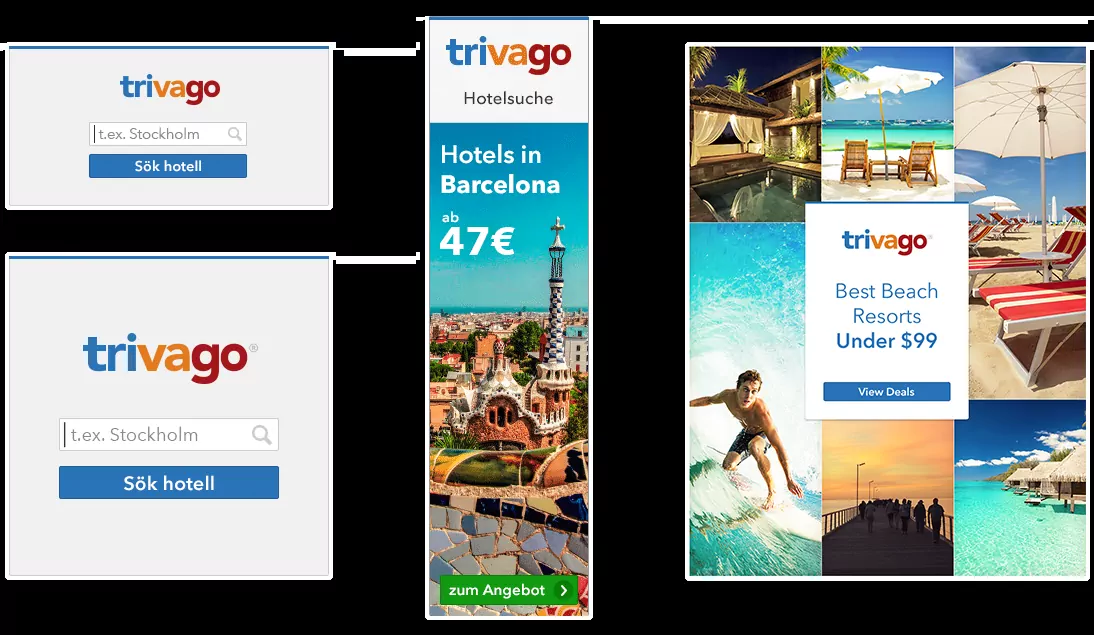 trivago
t.ex. Stockholm
Sök hotell
trivago®
t.ex. Stockholm
Sök hotell
trivago
Hotelsuche
Hotels in
Barcelona
ab
47€
zum Angebot
trivago®
Best Beach
Resorts
Under $99
View Deals